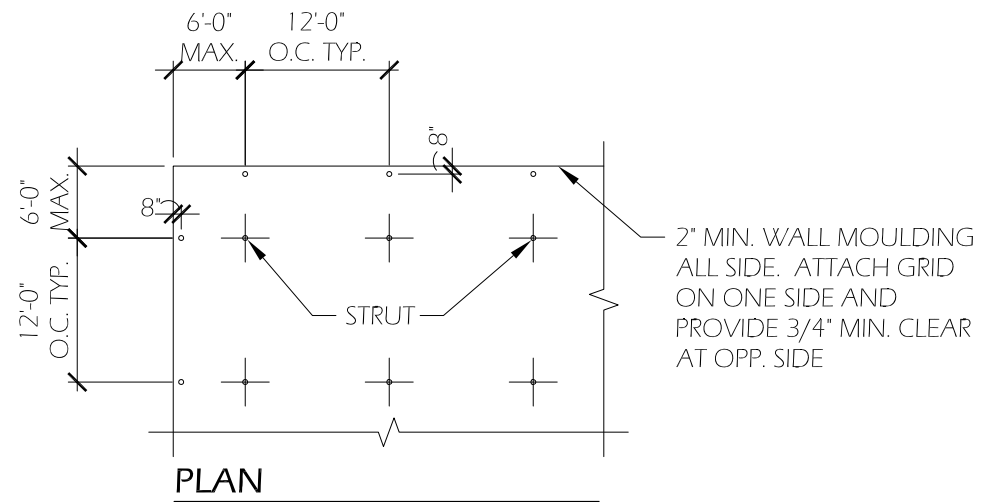 6'-0"
MAX.
12'-0"
O.C. TYP.
8"
6'-0"
MAX.
8"
12'-0"
O.C. TYP.
STRUT
2" MIN. WALL MOULDING
ALL SIDE. ATTACH GRID
ON ONE SIDE AND
PROVIDE 3/4" MIN. CLEAR
AT OPP. SIDE
PLAN